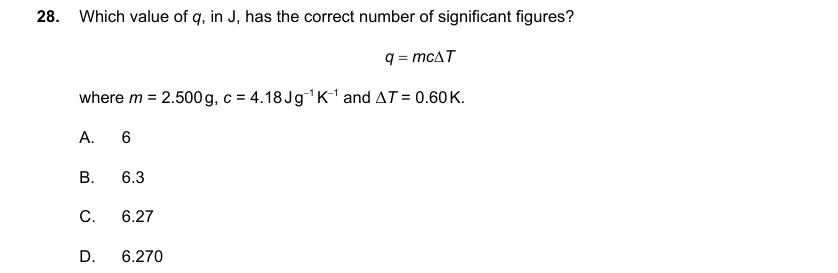 28. Which value of q, in J, has the correct number of significant figures?
q = mcΔT
where m = 2.500 g, c = 4.18 J g⁻¹ K⁻¹ and ΔT = 0.60 K.
A. 6
B. 6.3
C. 6.27
D. 6.270